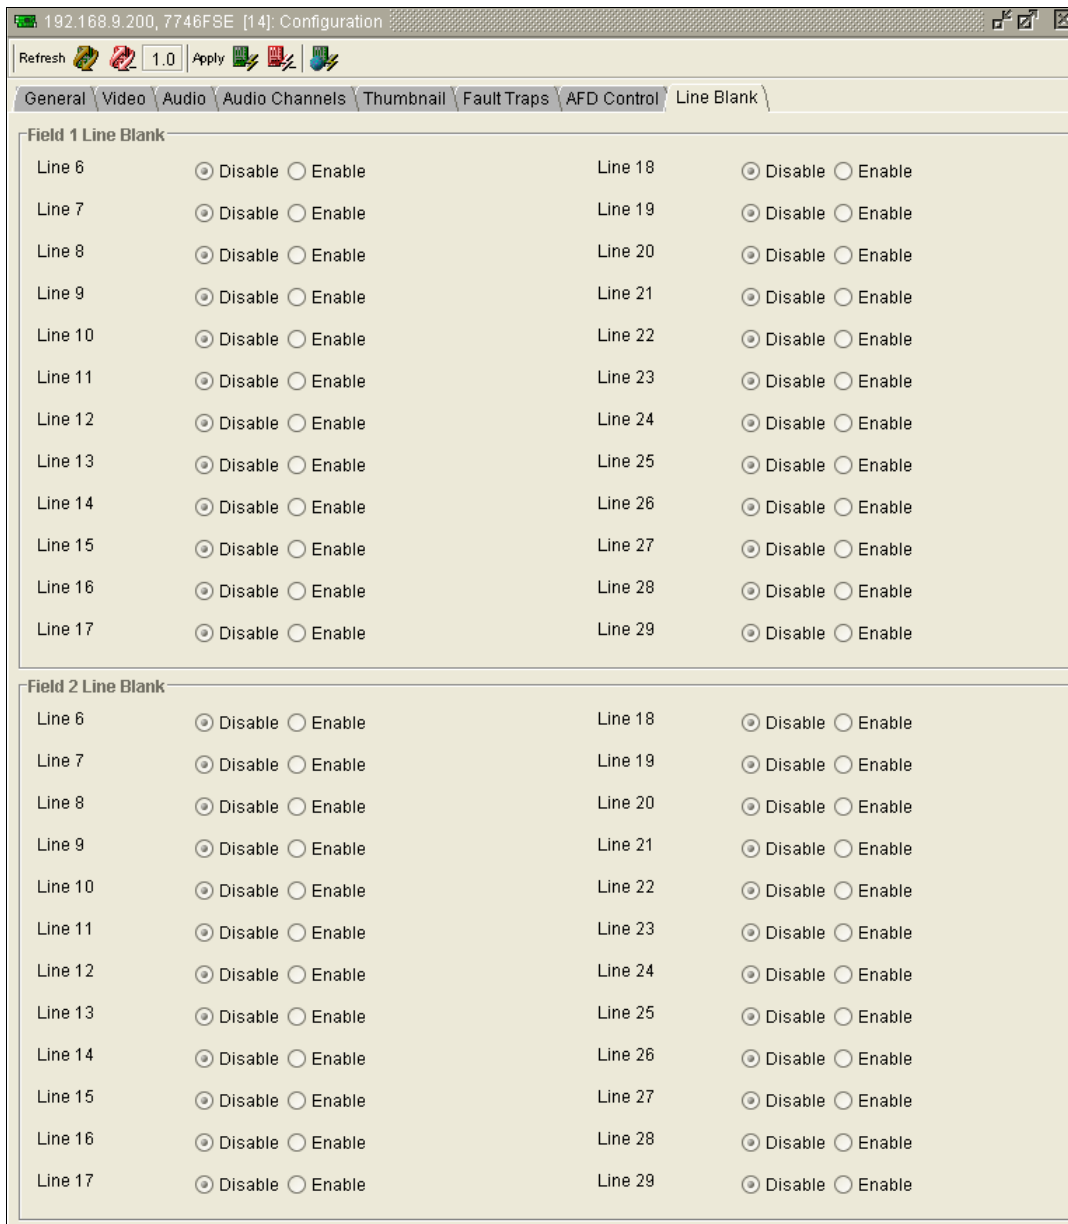 192.168.9.200, 7746FSE [14]: Configuration
Refresh 1.0 Apply
General Video Audio Audio Channels Thumbnail Fault Traps AFD Control Line Blank
Field 1 Line Blank
Line 6 Disable Enable Line 18 Disable Enable
Line 7 Disable Enable Line 19 Disable Enable
Line 8 Disable Enable Line 20 Disable Enable
Line 9 Disable Enable Line 21 Disable Enable
Line 10 Disable Enable Line 22 Disable Enable
Line 11 Disable Enable Line 23 Disable Enable
Line 12 Disable Enable Line 24 Disable Enable
Line 13 Disable Enable Line 25 Disable Enable
Line 14 Disable Enable Line 26 Disable Enable
Line 15 Disable Enable Line 27 Disable Enable
Line 16 Disable Enable Line 28 Disable Enable
Line 17 Disable Enable Line 29 Disable Enable
Field 2 Line Blank
Line 6 Disable Enable Line 18 Disable Enable
Line 7 Disable Enable Line 19 Disable Enable
Line 8 Disable Enable Line 20 Disable Enable
Line 9 Disable Enable Line 21 Disable Enable
Line 10 Disable Enable Line 22 Disable Enable
Line 11 Disable Enable Line 23 Disable Enable
Line 12 Disable Enable Line 24 Disable Enable
Line 13 Disable Enable Line 25 Disable Enable
Line 14 Disable Enable Line 26 Disable Enable
Line 15 Disable Enable Line 27 Disable Enable
Line 16 Disable Enable Line 28 Disable Enable
Line 17 Disable Enable Line 29 Disable Enable